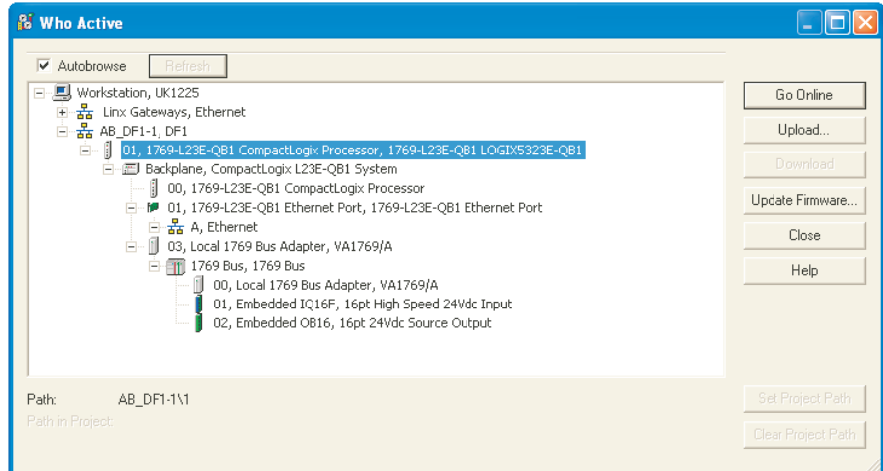 Who Active
Autobrowse Refresh
Workstation, UK1225
Linx Gateways, Ethernet
AB_DF1-1, DF1
01, 1769-L23E-QB1 CompactLogix Processor, 1769-L23E-QB1 LOGIX5323E-QB1
Backplane, CompactLogix L23E-QB1 System
00, 1769-L23E-QB1 CompactLogix Processor
01, 1769-L23E-QB1 Ethernet Port, 1769-L23E-QB1 Ethernet Port
A, Ethernet
03, Local 1769 Bus Adapter, VA1769/A
1769 Bus, 1769 Bus
00, Local 1769 Bus Adapter, VA1769/A
01, Embedded IQ16F, 16pt High Speed 24Vdc Input
02, Embedded OB16, 16pt 24Vdc Source Output
Go Online
Upload...
Download
Update Firmware...
Close
Help
Path: AB_DF1-1\1
Path in Project:
Set Project Path
Clear Project Path